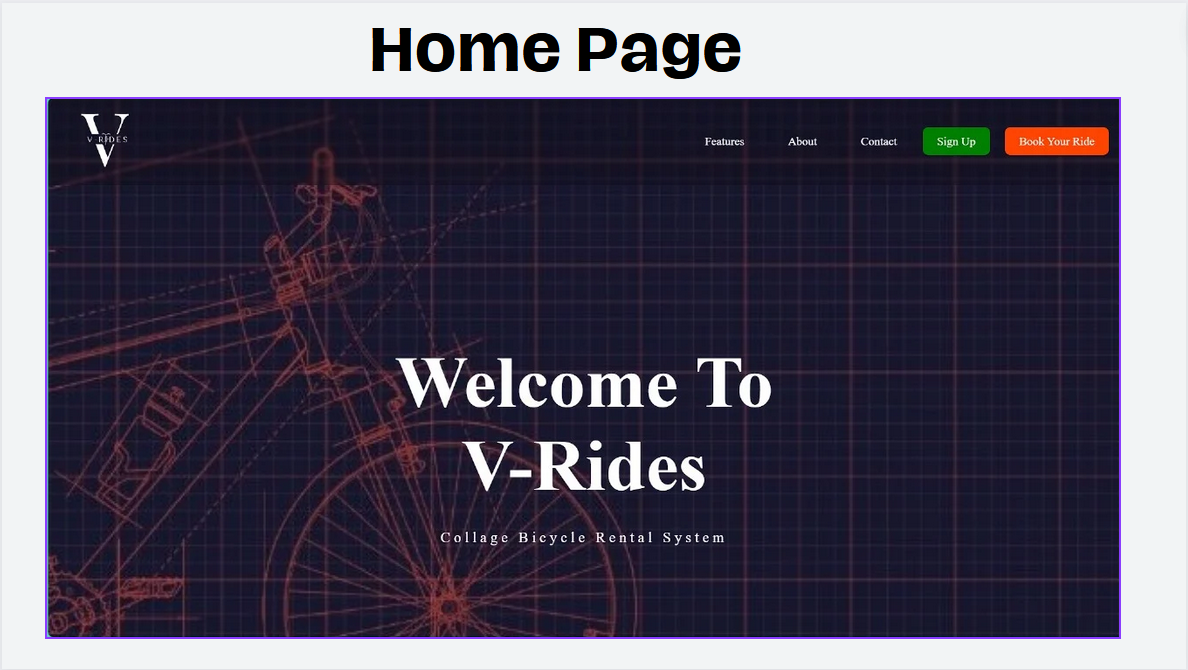 Home Page
V-RIDES
Features About Contact Sign Up Book Your Ride
Welcome To
V-Rides
Collage Bicycle Rental System